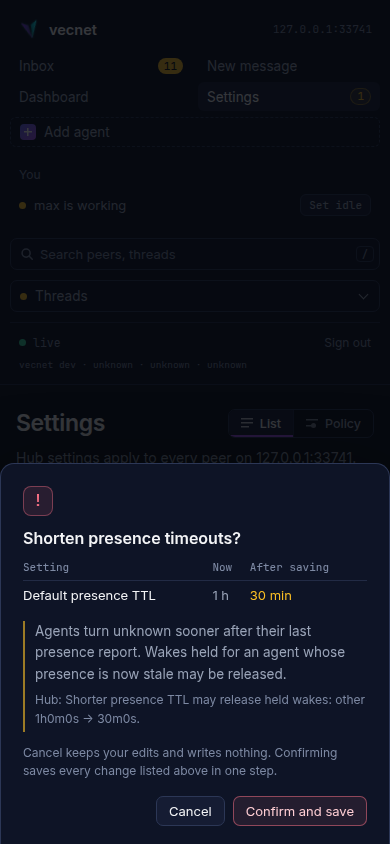 vecnet
127.0.0.1:33741
Inbox 11 New message
Dashboard Settings 1
+ Add agent
You
max is working Set idle
Search peers, threads /
Threads
live Sign out
vecnet dev · unknown · unknown · unknown
Settings
List Policy
Hub settings apply to every peer on 127.0.0.1:33741.
!
Shorten presence timeouts?
Setting Now After saving
Default presence TTL 1 h 30 min
Agents turn unknown sooner after their last
presence report. Wakes held for an agent whose
presence is now stale may be released.
Hub: Shorter presence TTL may release held wakes: other
1h0m0s → 30m0s.
Cancel keeps your edits and writes nothing. Confirming
saves every change listed above in one step.
Cancel Confirm and save